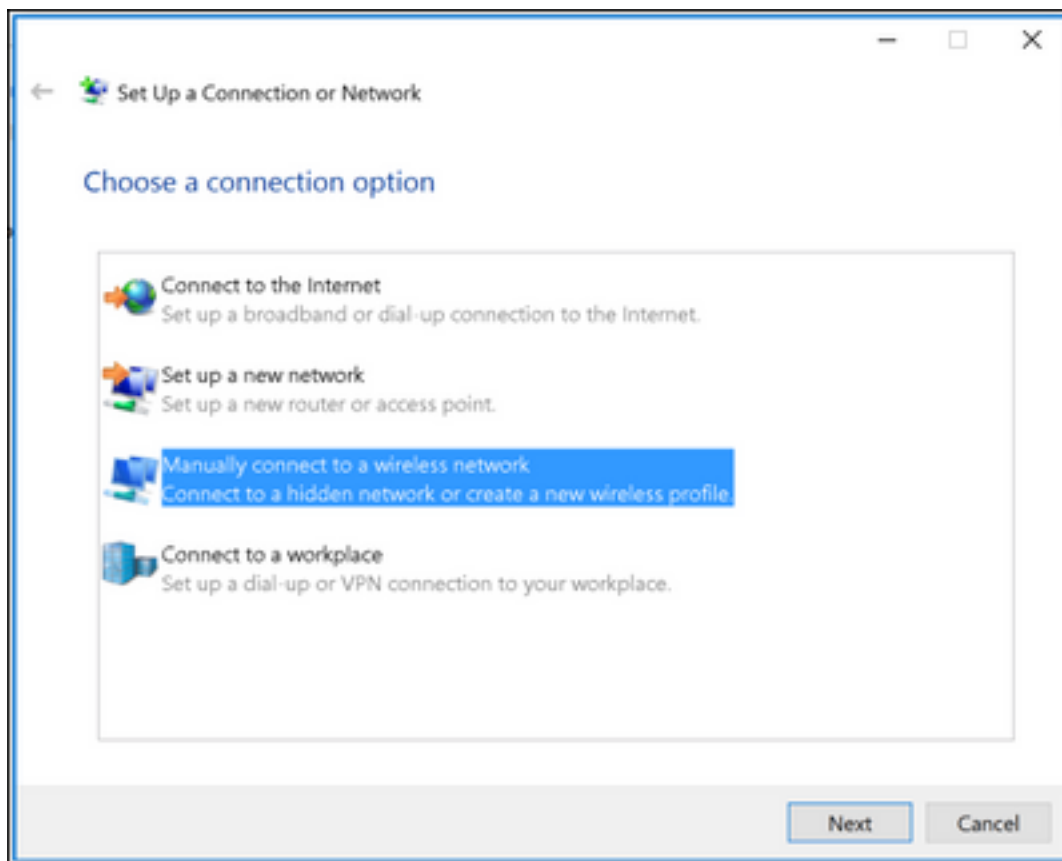 Set Up a Connection or Network
Choose a connection option
Connect to the Internet
Set up a broadband or dial-up connection to the Internet.
Set up a new network
Set up a new router or access point.
Manually connect to a wireless network
Connect to a hidden network or create a new wireless profile.
Connect to a workplace
Set up a dial-up or VPN connection to your workplace.
Next
Cancel